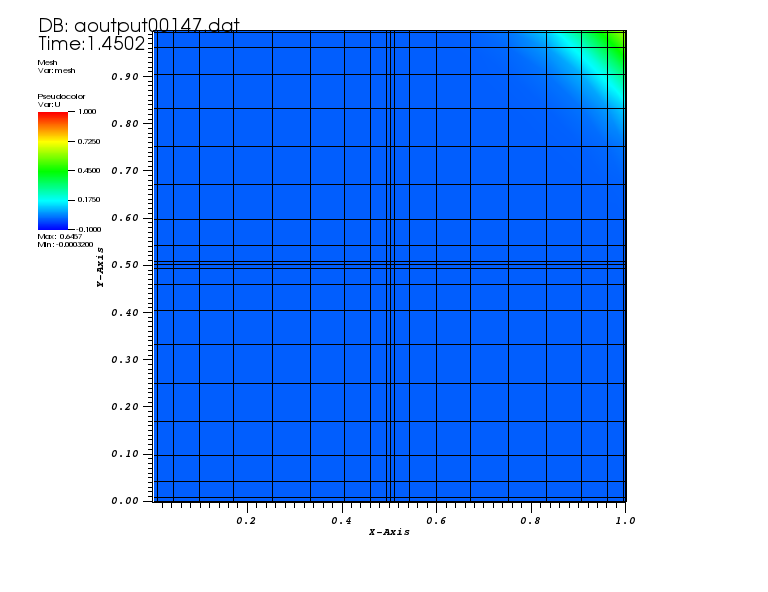 DB: aoutput00147.dat
Time:1.4502
Mesh
Var: mesh
Pseudocolor
Var: U
1.000
0.7250
0.4500
0.1750
-0.1000
Max: 0.6457
Min: -0.0003200
Y-Axis
0.90
0.80
0.70
0.60
0.50
0.40
0.30
0.20
0.10
0.00
0.2 0.4 0.6 0.8 1.0
X-Axis